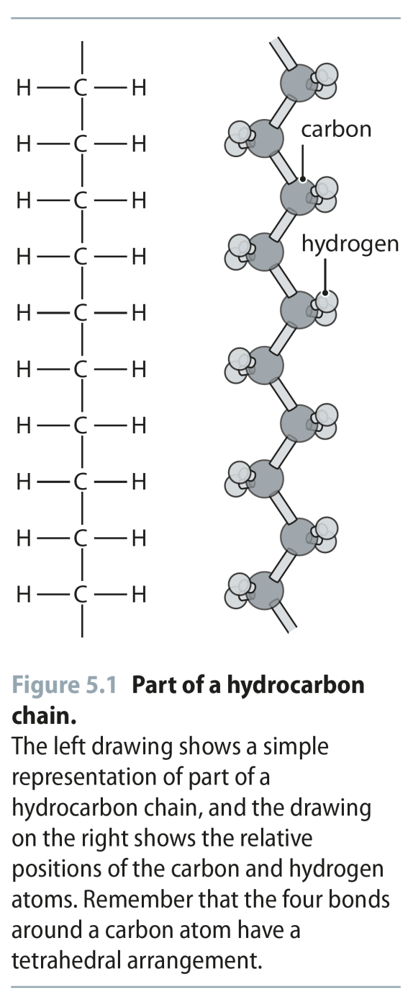 H—C—H
H—C—H
carbon
H—C—H
H—C—H
hydrogen
H—C—H
H—C—H
H—C—H
H—C—H
H—C—H
H—C—H
Figure 5.1 Part of a hydrocarbon
chain.
The left drawing shows a simple
representation of part of a
hydrocarbon chain, and the drawing
on the right shows the relative
positions of the carbon and hydrogen
atoms. Remember that the four bonds
around a carbon atom have a
tetrahedral arrangement.